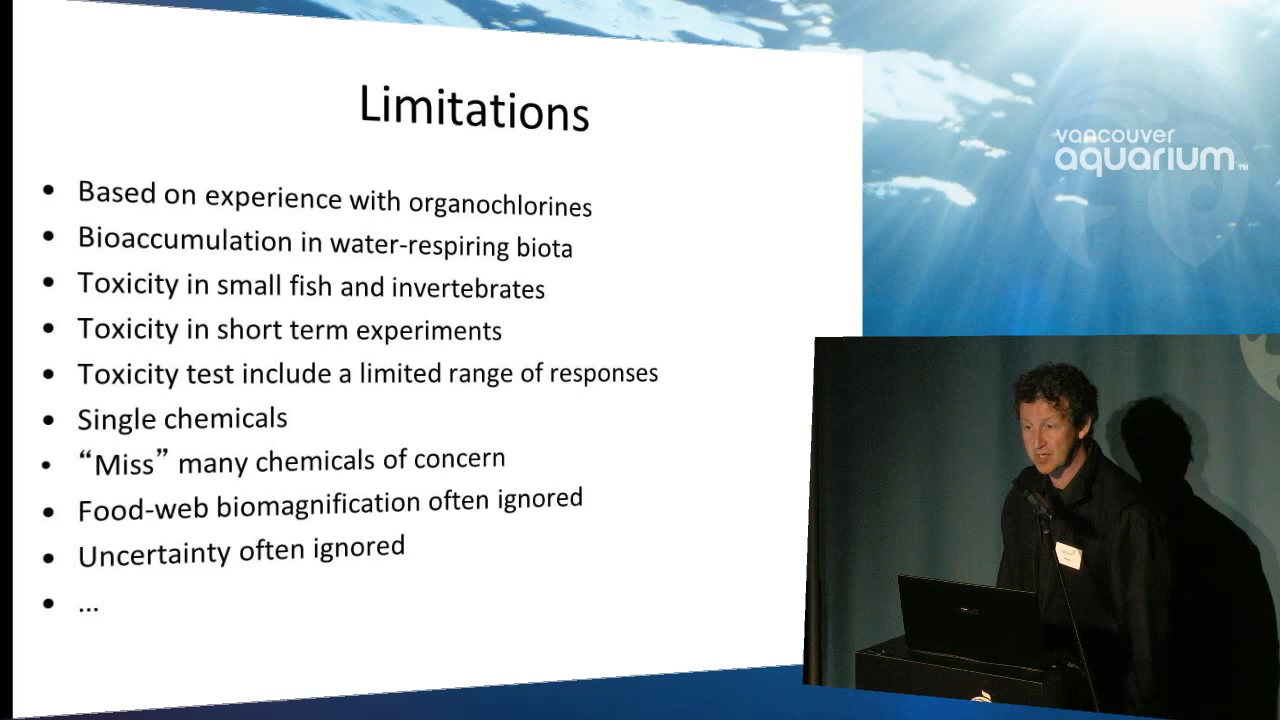 Limitations
• Based on experience with organochlorines
• Bioaccumulation in water-respiring biota
• Toxicity in small fish and invertebrates
• Toxicity in short term experiments
• Toxicity test include a limited range of responses
• Single chemicals
• “Miss” many chemicals of concern
• Food-web biomagnification often ignored
• Uncertainty often ignored
• ...
vancouver
aquarium™